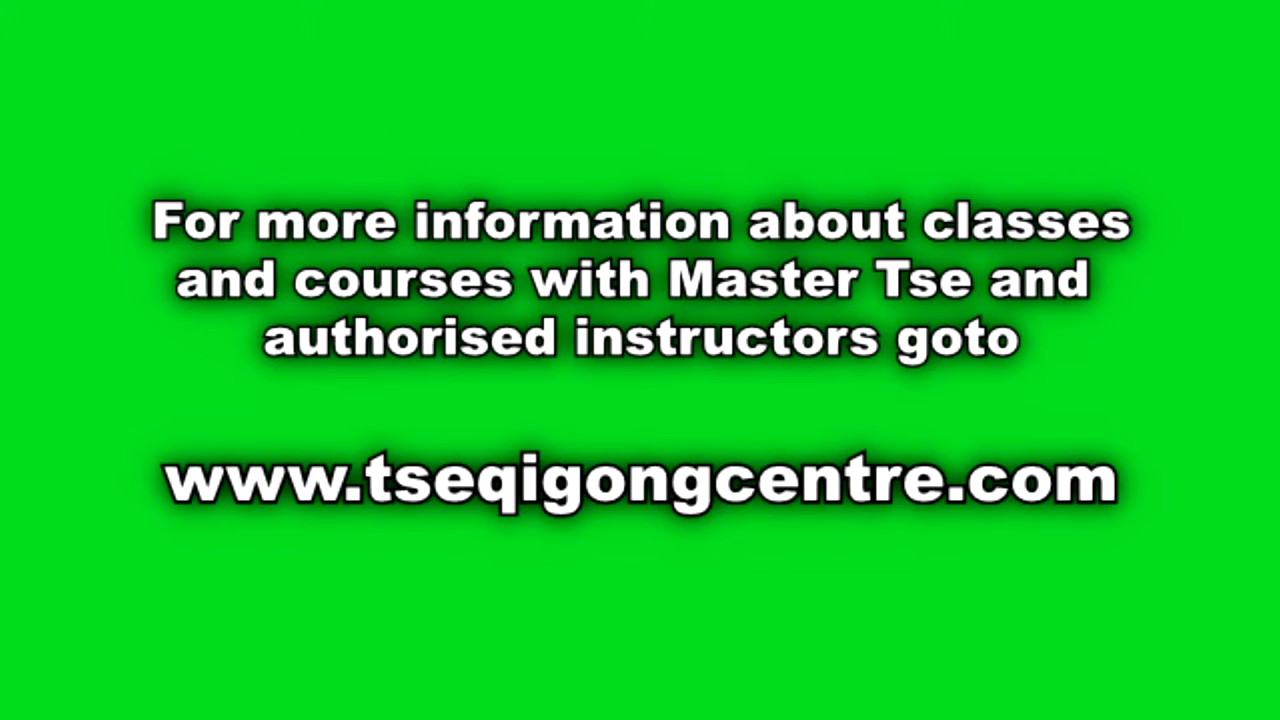 For more information about classes
and courses with Master Tse and
authorised instructors goto
www.tseqigongcentre.com